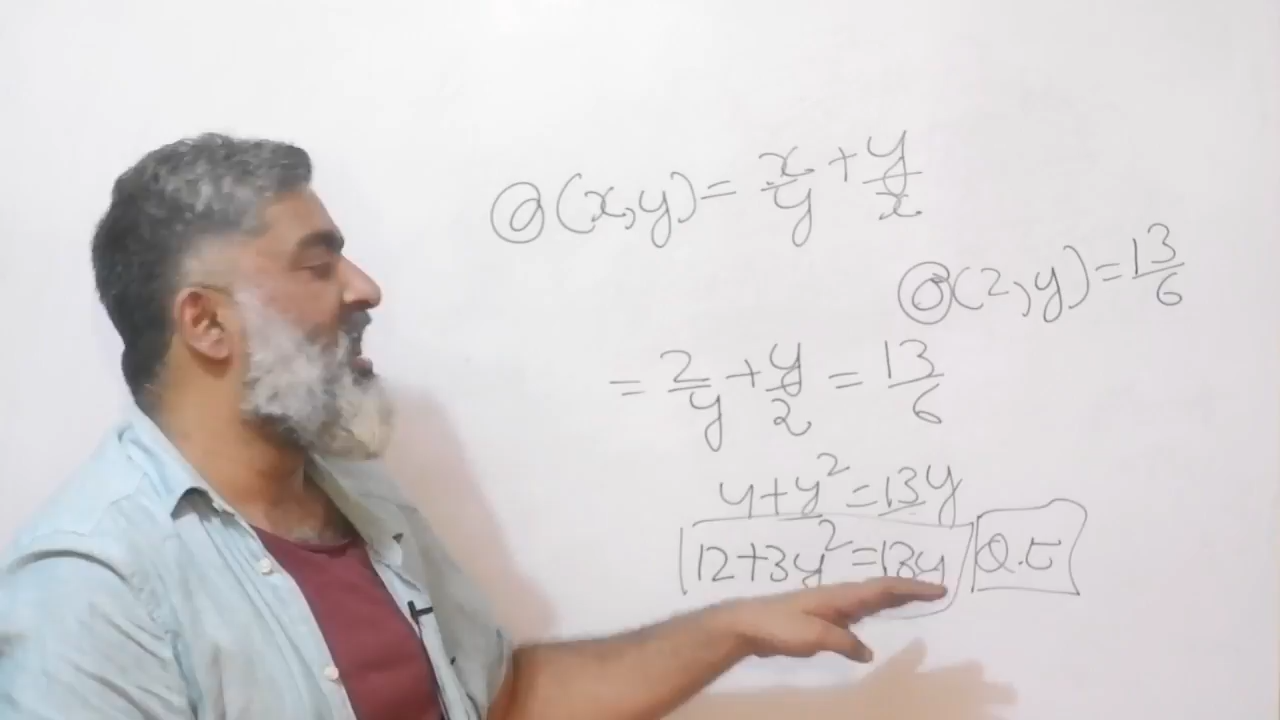 @(x,y) = x/y + y/x
@(2,y) = 13/6
= 2/y + y/2 = 13/6
4+y² = 13y
12+3y² = 13y Q.E